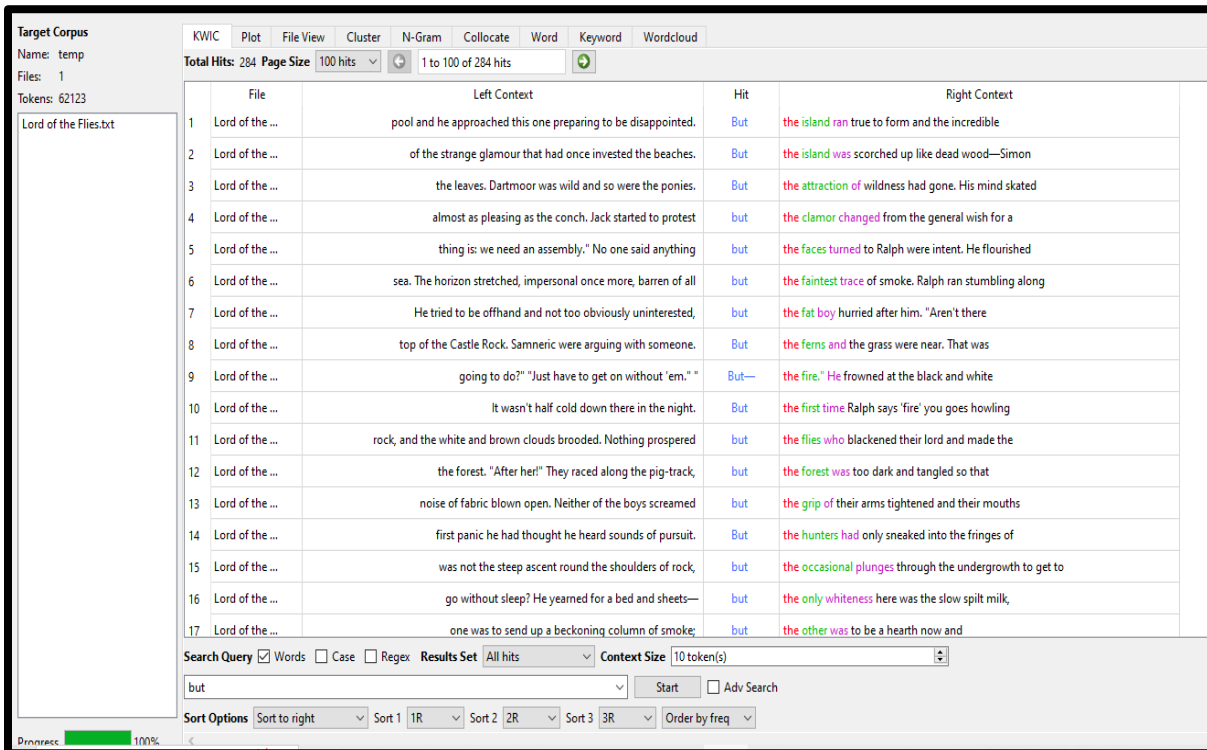 Target Corpus
Name: temp
Files: 1
Tokens: 62123
Lord of the Flies.txt
Progress 100%
KWIC Plot File View Cluster N-Gram Collocate Word Keyword Wordcloud
Total Hits: 284 Page Size 100 hits 1 to 100 of 284 hits
File Left Context Hit Right Context
1 Lord of the ... pool and he approached this one preparing to be disappointed. But the island ran true to form and the incredible
2 Lord of the ... of the strange glamour that had once invested the beaches. But the island was scorched up like dead wood—Simon
3 Lord of the ... the leaves. Dartmoor was wild and so were the ponies. But the attraction of wildness had gone. His mind skated
4 Lord of the ... almost as pleasing as the conch. Jack started to protest but the clamor changed from the general wish for a
5 Lord of the ... thing is: we need an assembly." No one said anything but the faces turned to Ralph were intent. He flourished
6 Lord of the ... sea. The horizon stretched, impersonal once more, barren of all but the faintest trace of smoke. Ralph ran stumbling along
7 Lord of the ... He tried to be offhand and not too obviously uninterested, but the fat boy hurried after him. "Aren't there
8 Lord of the ... top of the Castle Rock. Samneric were arguing with someone. But the ferns and the grass were near. That was
9 Lord of the ... going to do?" "Just have to get on without 'em." " But— the fire." He frowned at the black and white
10 Lord of the ... It wasn't half cold down there in the night. But the first time Ralph says 'fire' you goes howling
11 Lord of the ... rock, and the white and brown clouds brooded. Nothing prospered but the flies who blackened their lord and made the
12 Lord of the ... the forest. "After her!" They raced along the pig-track, but the forest was too dark and tangled so that
13 Lord of the ... noise of fabric blown open. Neither of the boys screamed but the grip of their arms tightened and their mouths
14 Lord of the ... first panic he had thought he heard sounds of pursuit. But the hunters had only sneaked into the fringes of
15 Lord of the ... was not the steep ascent round the shoulders of rock, but the occasional plunges through the undergrowth to get to
16 Lord of the ... go without sleep? He yearned for a bed and sheets— but the only whiteness here was the slow spilt milk,
17 Lord of the ... one was to send up a beckoning column of smoke; but the other was to be a hearth now and
Search Query Words Case Regex Results Set All hits Context Size 10 token(s)
but Start Adv Search
Sort Options Sort to right Sort 1 1R Sort 2 2R Sort 3 3R Order by freq